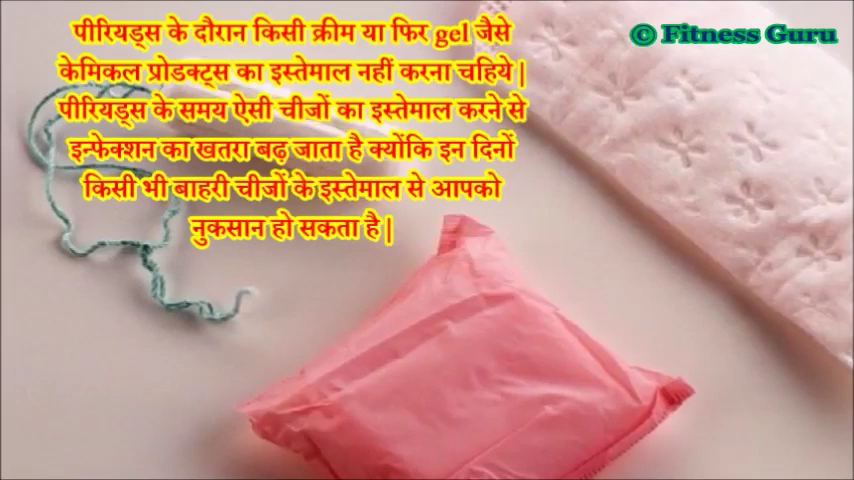 © Fitness Guru
पीरियड्स के दौरान किसी क्रीम या फिर gel जैसे
केमिकल प्रोडक्ट्स का इस्तेमाल नहीं करना चहिये |
पीरियड्स के समय ऐसी चीजों का इस्तेमाल करने से
इन्फेक्शन का खतरा बढ़ जाता है क्योंकि इन दिनों
किसी भी बाहरी चीजों के इस्तेमाल से आपको
नुकसान हो सकता है |